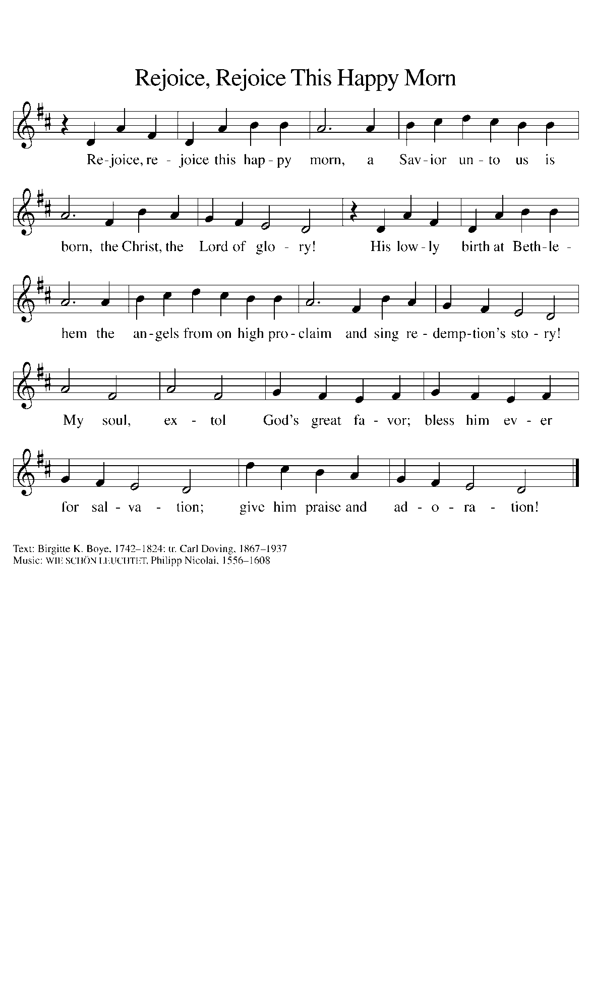 Rejoice, Rejoice This Happy Morn
Re-joice, re - joice this hap - py morn, a Sav - ior un - to us is
born, the Christ, the Lord of glo - ry! His low - ly birth at Beth - le -
hem the an - gels from on high pro - claim and sing re - demp - tion's sto - ry!
My soul, ex - tol God's great fa - vor; bless him ev - er
for sal - va - tion; give him praise and ad - o - ra - tion!
Text: Birgitte K. Boye, 1742–1824; tr. Carl Doving, 1867–1937
Music: WIE SCHÖN LEUCHTET, Philipp Nicolai, 1556–1608